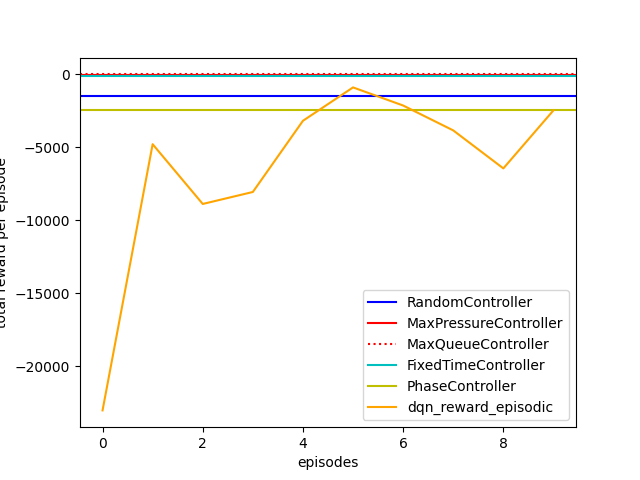 0
−5000
−10000
−15000
−20000
total reward per episode
RandomController
MaxPressureController
MaxQueueController
FixedTimeController
PhaseController
dqn_reward_episodic
0 2 4 6 8
episodes